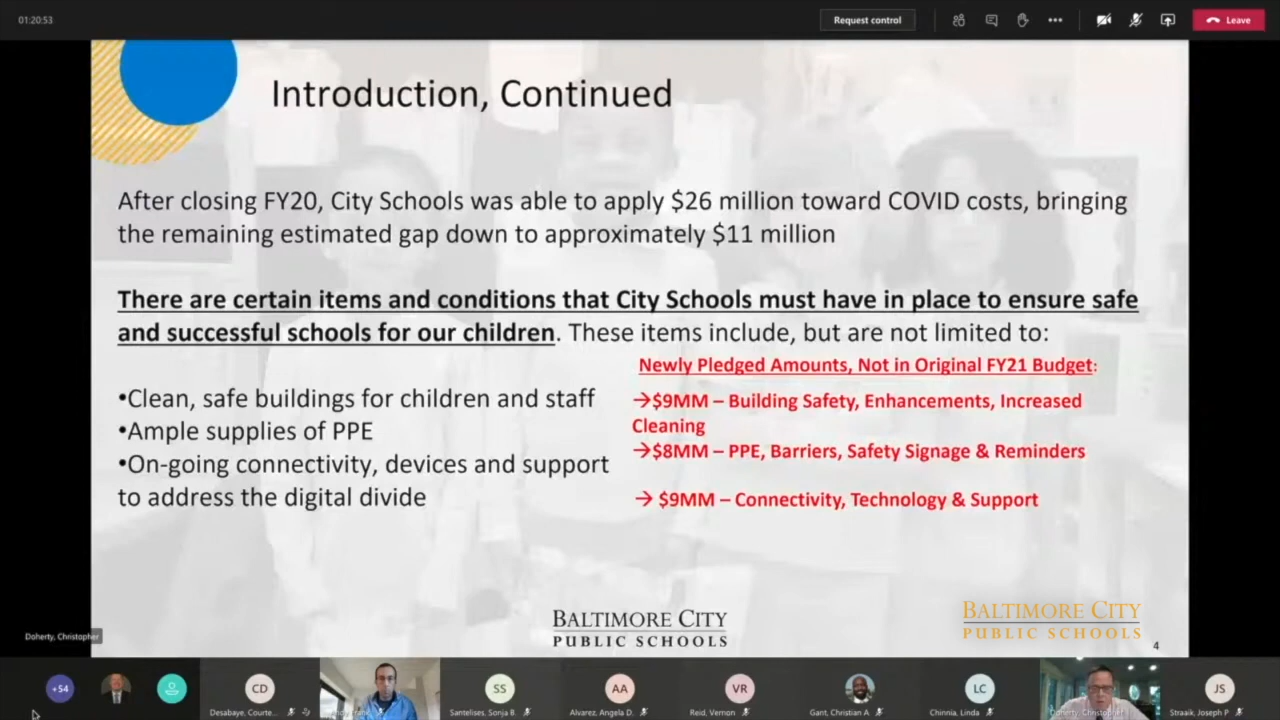 01:20:53
Request control
Leave
Introduction, Continued
After closing FY20, City Schools was able to apply $26 million toward COVID costs, bringing
the remaining estimated gap down to approximately $11 million
There are certain items and conditions that City Schools must have in place to ensure safe
and successful schools for our children. These items include, but are not limited to:
•Clean, safe buildings for children and staff
•Ample supplies of PPE
•On-going connectivity, devices and support
to address the digital divide
Newly Pledged Amounts, Not in Original FY21 Budget:
→$9MM – Building Safety, Enhancements, Increased
Cleaning
→$8MM – PPE, Barriers, Safety Signage & Reminders
→ $9MM – Connectivity, Technology & Support
BALTIMORE CITY
PUBLIC SCHOOLS
BALTIMORE CITY
PUBLIC SCHOOLS
4
Doherty, Christopher
+54
CD
Desabaye, Courte...
SS
Santelises, Sonja B.
AA
Alvarez, Angela D.
VR
Reid, Vernon
Gant, Christian A
LC
Chinnia, Linda
Doherty, Christopher
JS
Straaik, Joseph P